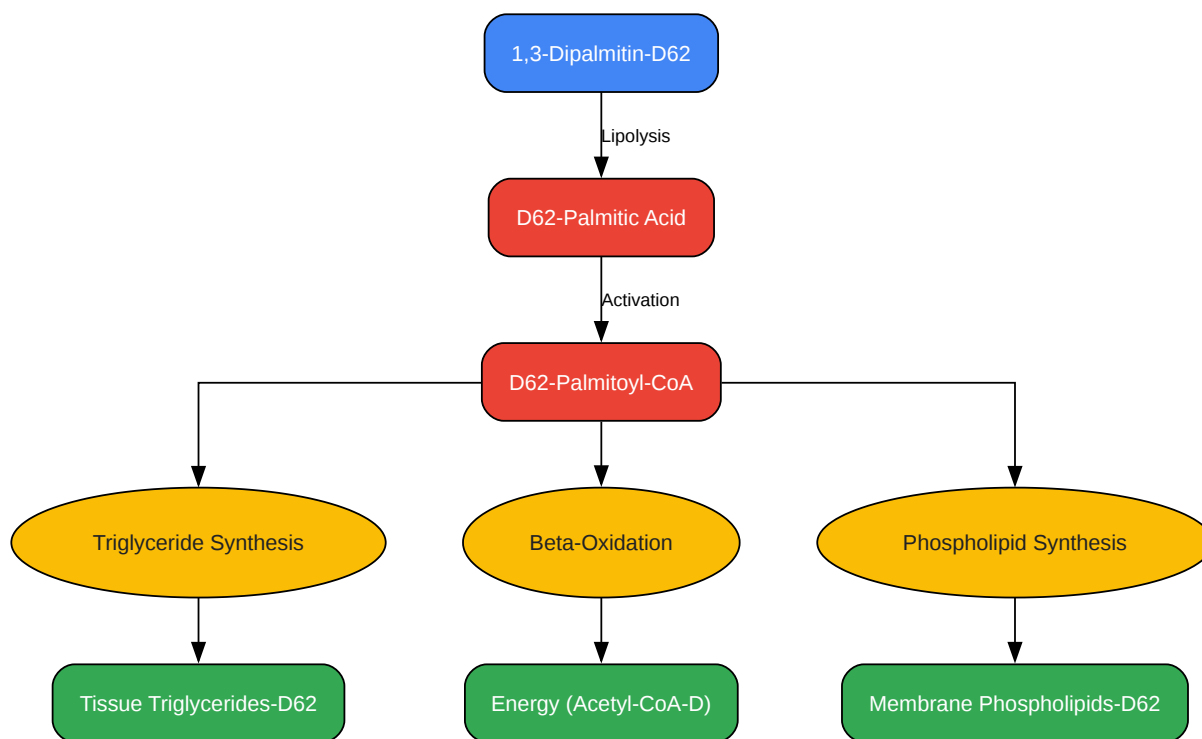 1,3-Dipalmitin-D62
Lipolysis
D62-Palmitic Acid
Activation
D62-Palmitoyl-CoA
Triglyceride Synthesis
Beta-Oxidation
Phospholipid Synthesis
Tissue Triglycerides-D62
Energy (Acetyl-CoA-D)
Membrane Phospholipids-D62